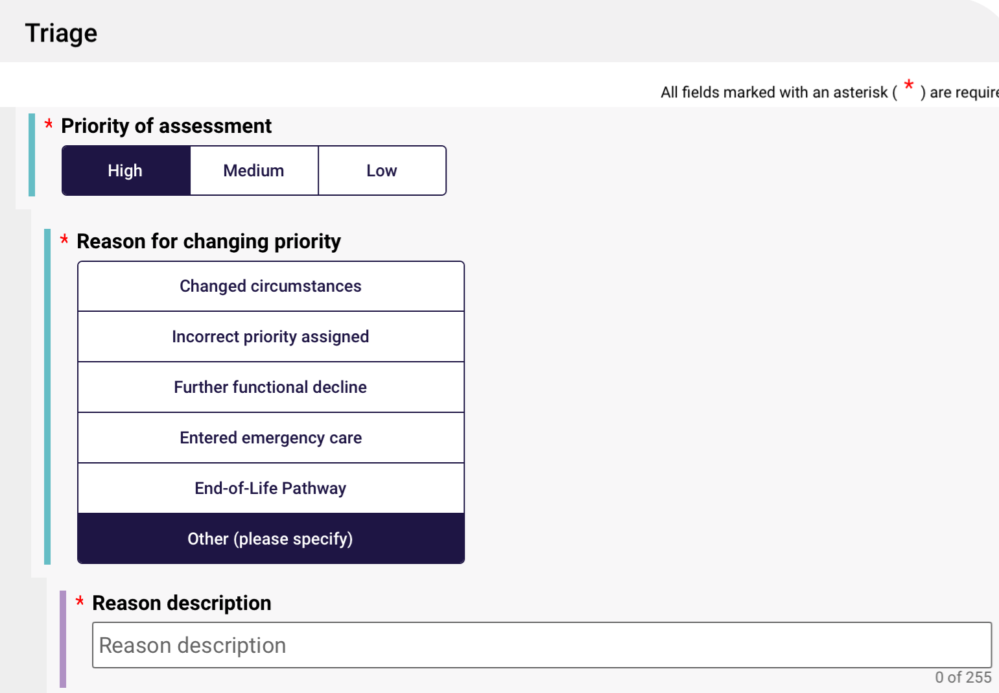 Triage
All fields marked with an asterisk ( * ) are require
* Priority of assessment
High Medium Low
* Reason for changing priority
Changed circumstances
Incorrect priority assigned
Further functional decline
Entered emergency care
End-of-Life Pathway
Other (please specify)
* Reason description
Reason description
0 of 255